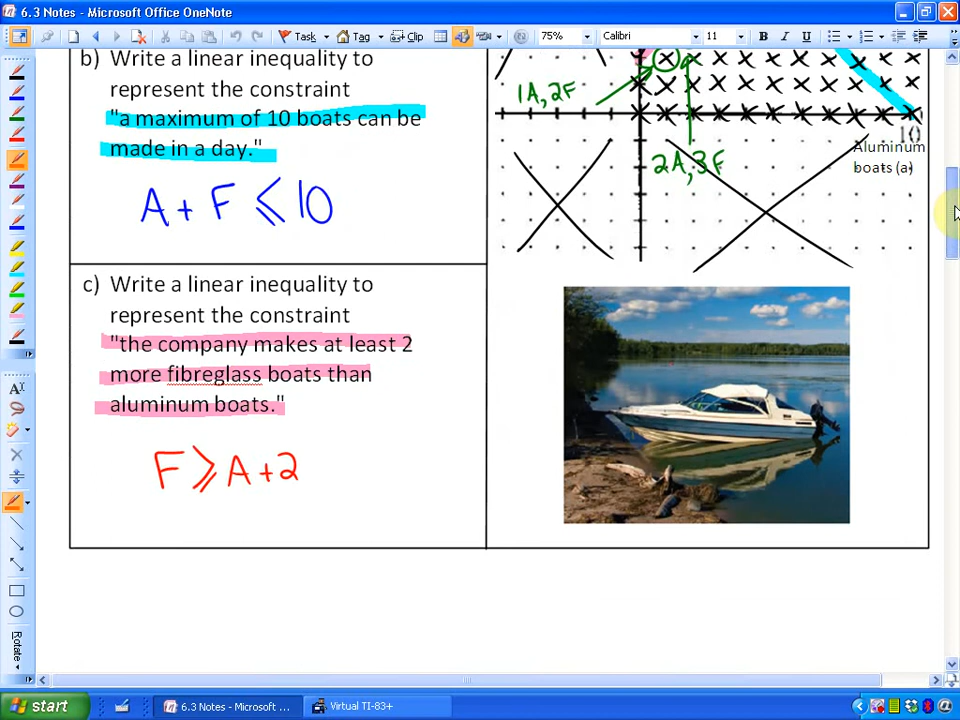 6.3 Notes - Microsoft Office OneNote
Task
Tag
Clip
75%
Calibri
11
B I U
b) Write a linear inequality to
represent the constraint
"a maximum of 10 boats can be
made in a day."
A + F ≤ 10
1A, 2F
2A, 3F
10
Aluminum
boats (a)
c) Write a linear inequality to
represent the constraint
"the company makes at least 2
more fibreglass boats than
aluminum boats."
F ≥ A + 2
Rotate
start
6.3 Notes - Microsoft ...
Virtual TI-83+